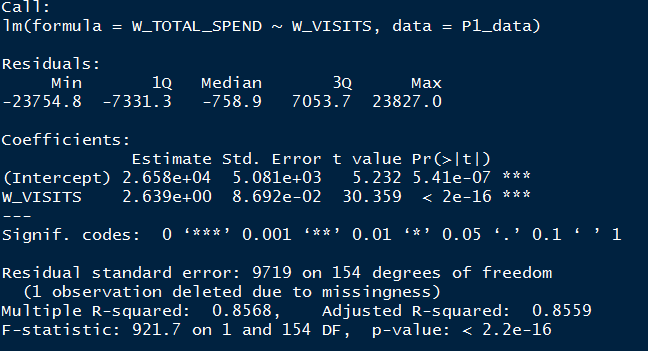 Call:
lm(formula = W_TOTAL_SPEND ~ W_VISITS, data = P1_data)
Residuals:
     Min       1Q   Median       3Q      Max
-23754.8  -7331.3   -758.9   7053.7  23827.0
Coefficients:
             Estimate Std. Error t value Pr(>|t|)
(Intercept) 2.658e+04  5.081e+03   5.232 5.41e-07 ***
W_VISITS    2.639e+00  8.692e-02  30.359  < 2e-16 ***
---
Signif. codes:  0 ‘***’ 0.001 ‘**’ 0.01 ‘*’ 0.05 ‘.’ 0.1 ‘ ’ 1
Residual standard error: 9719 on 154 degrees of freedom
  (1 observation deleted due to missingness)
Multiple R-squared:  0.8568,    Adjusted R-squared:  0.8559
F-statistic: 921.7 on 1 and 154 DF,  p-value: < 2.2e-16